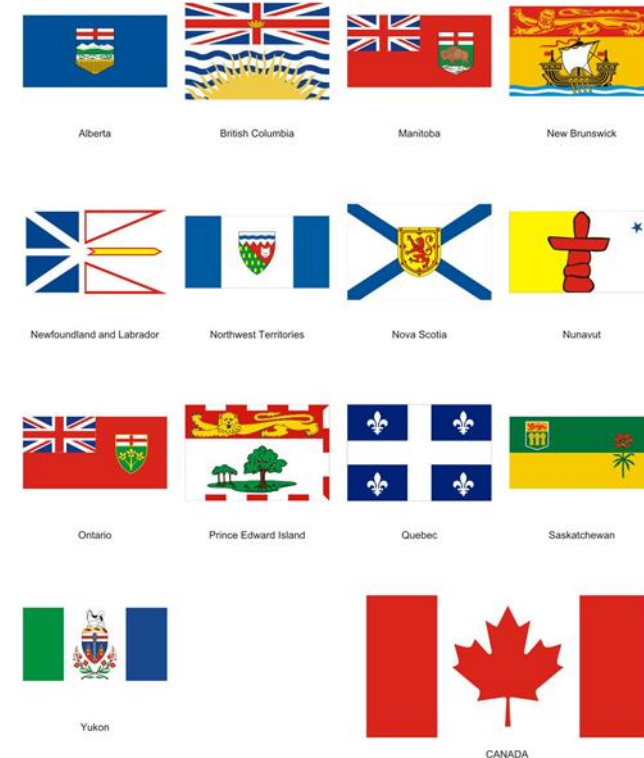 Alberta
British Columbia
Manitoba
New Brunswick
Newfoundland and Labrador
Northwest Territories
Nova Scotia
Nunavut
Ontario
Prince Edward Island
Quebec
Saskatchewan
Yukon
CANADA